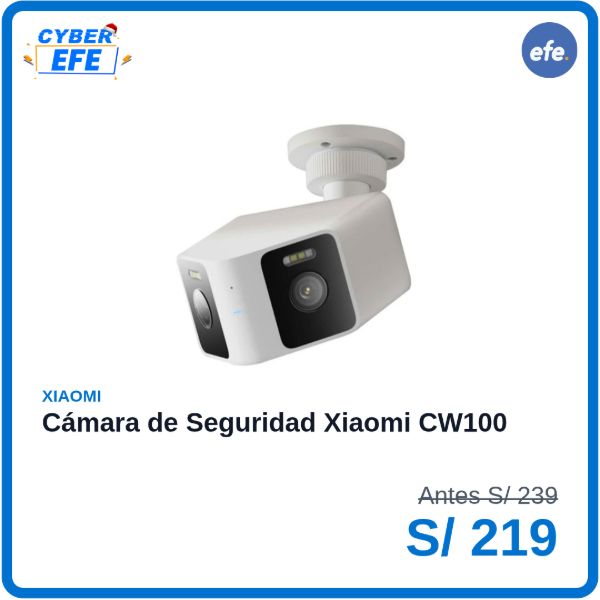 CYBER
EFE
efe.
XIAOMI
Cámara de Seguridad Xiaomi CW100
Antes S/ 239
S/ 219